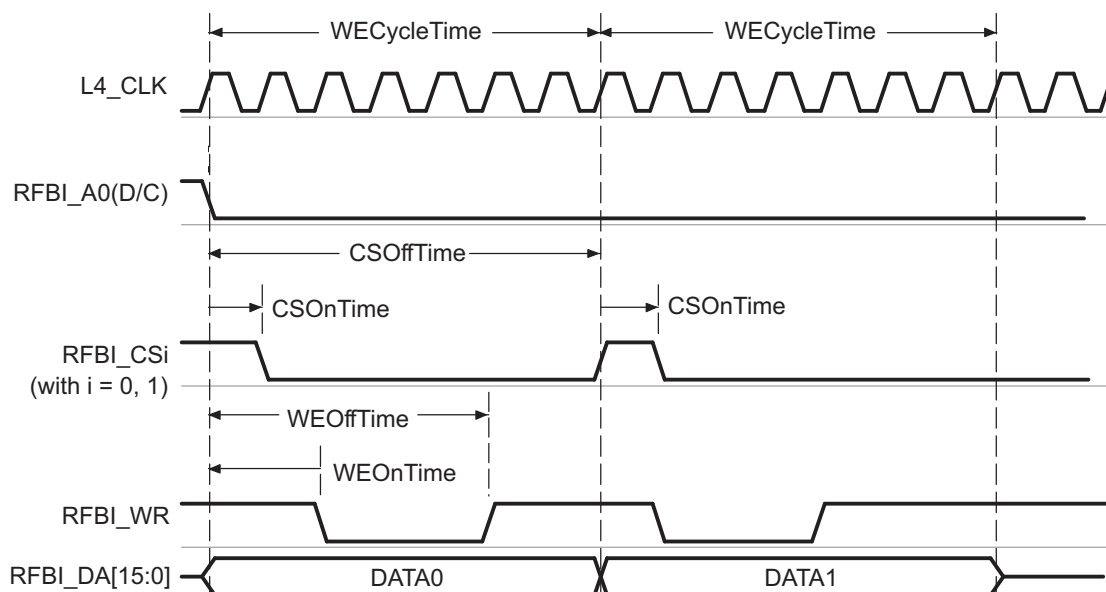 WECycleTime WECycleTime
L4_CLK
RFBI_A0(D/C)
CSOffTime
CSOnTime CSOnTime
RFBI_CSi
(with i = 0, 1)
WEOffTime
WEOnTime
RFBI_WR
RFBI_DA[15:0] DATA0 DATA1